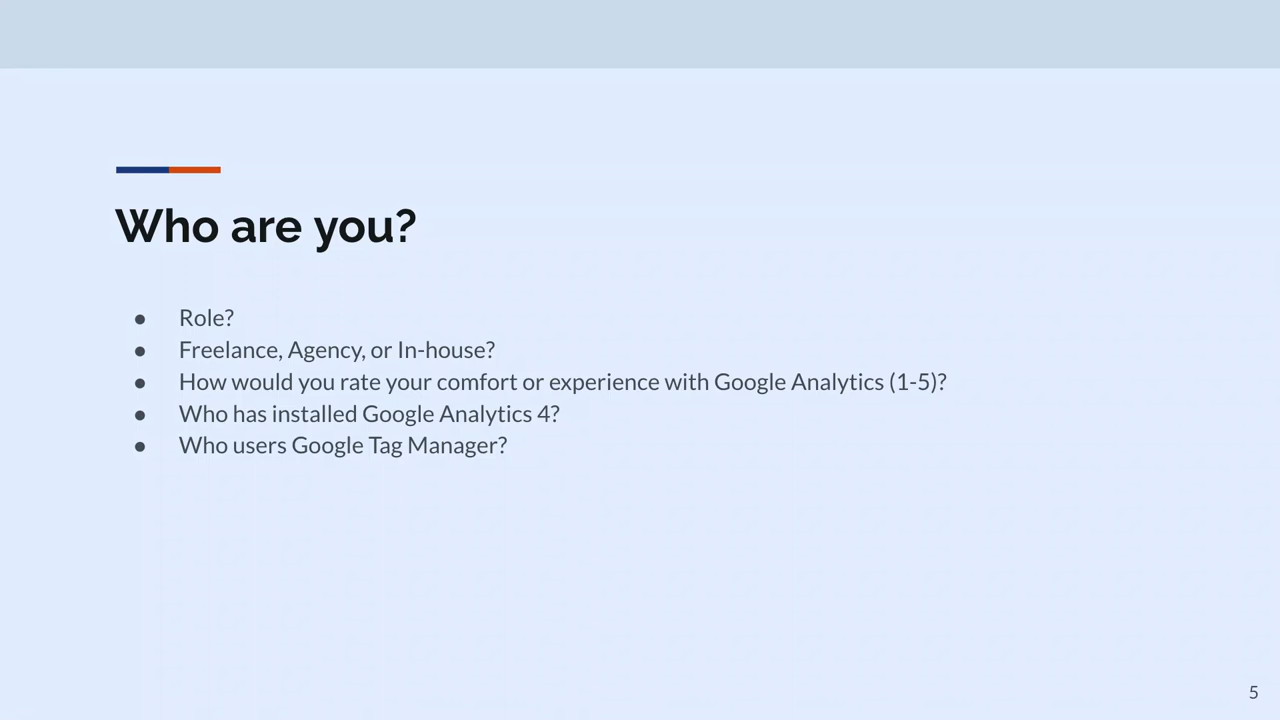 Who are you?
● Role?
● Freelance, Agency, or In-house?
● How would you rate your comfort or experience with Google Analytics (1-5)?
● Who has installed Google Analytics 4?
● Who users Google Tag Manager?
5